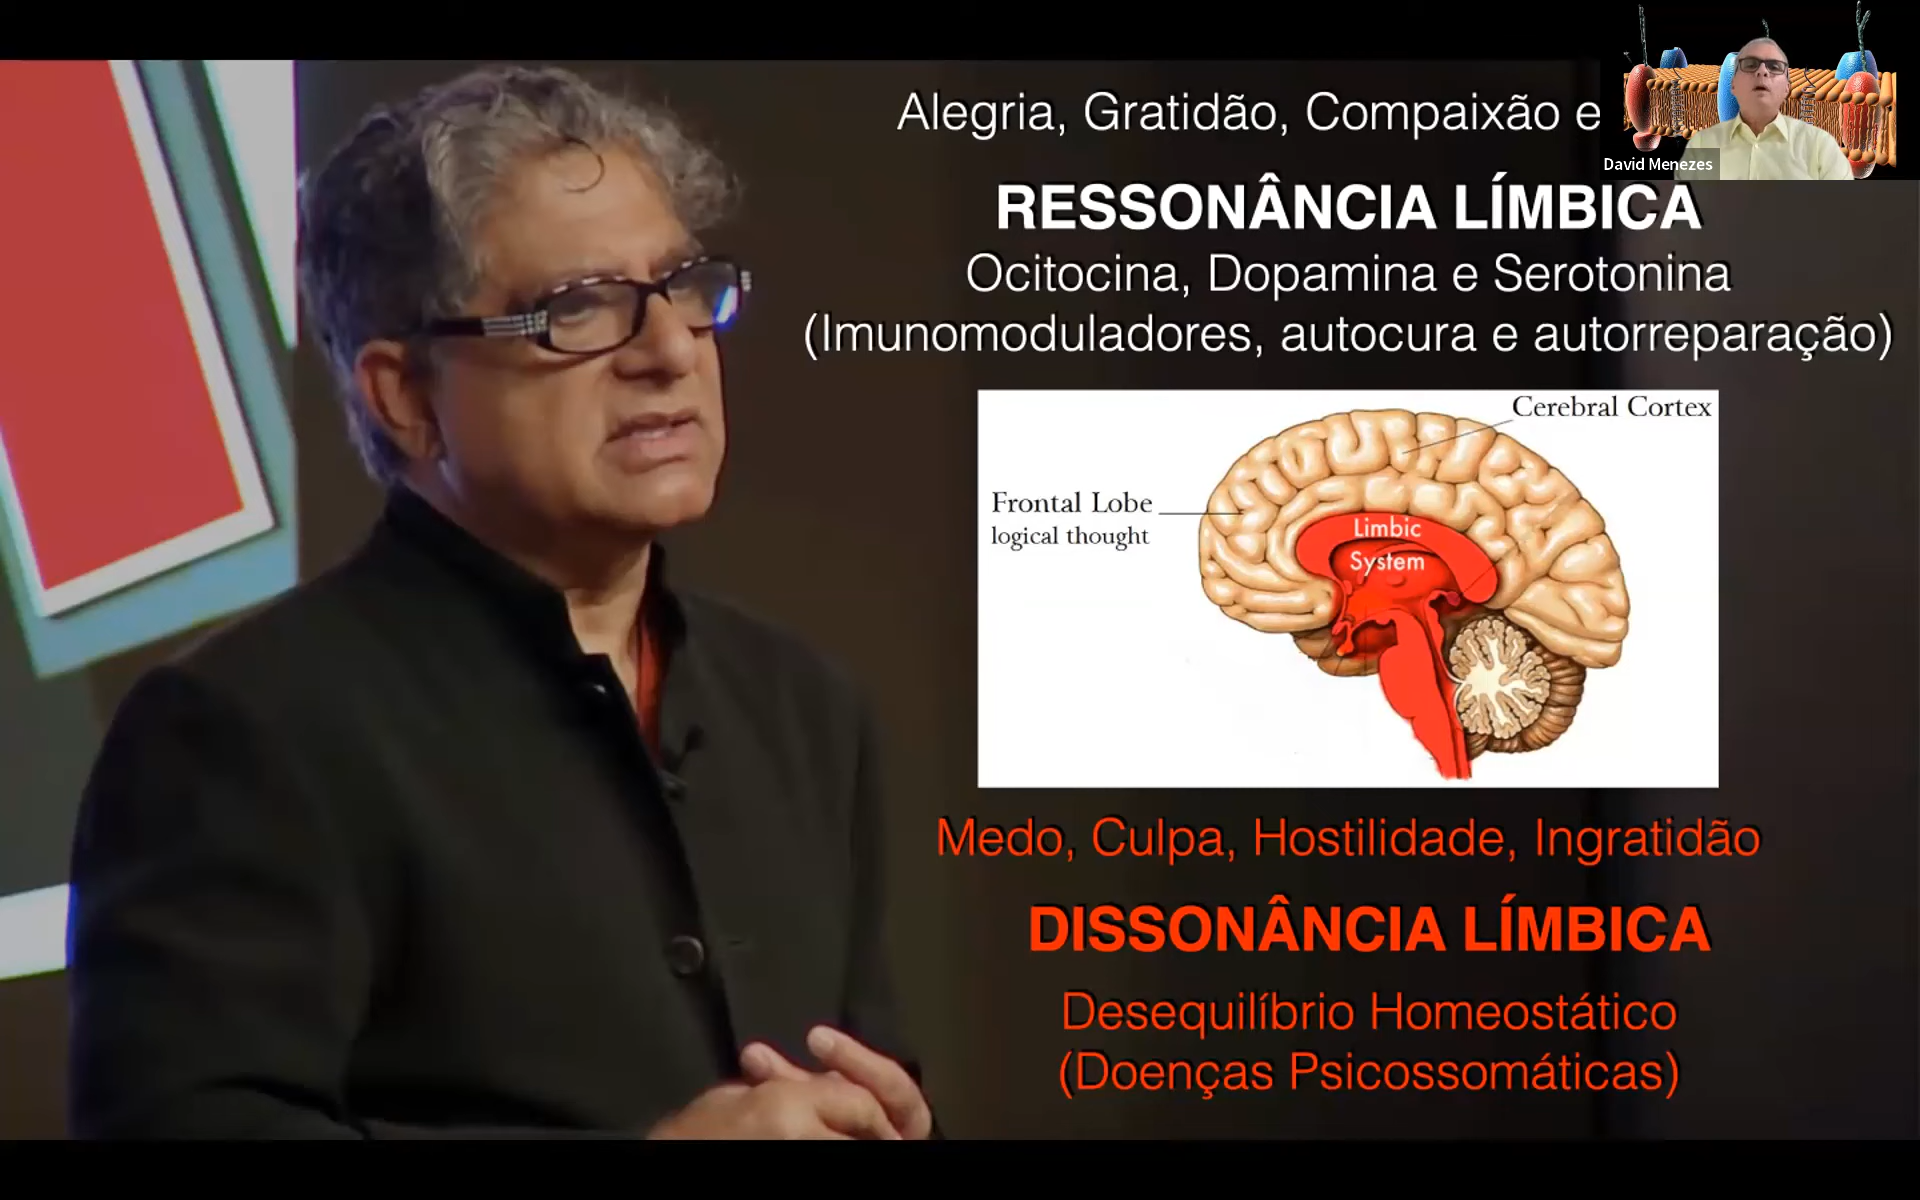 Alegria, Gratidão, Compaixão e
David Menezes
RESSONÂNCIA LÍMBICA
Ocitocina, Dopamina e Serotonina
(Imunomoduladores, autocura e autorreparação)
Cerebral Cortex
Frontal Lobe
logical thought
Limbic
System
Medo, Culpa, Hostilidade, Ingratidão
DISSONÂNCIA LÍMBICA
Desequilíbrio Homeostático
(Doenças Psicossomáticas)